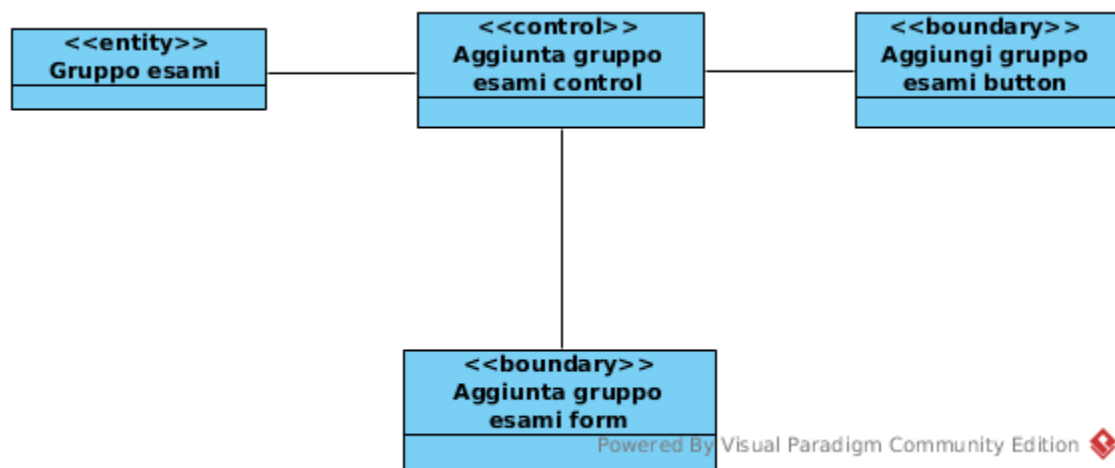 <<entity>>
Gruppo esami
<<control>>
Aggiunta gruppo
esami control
<<boundary>>
Aggiungi gruppo
esami button
<<boundary>>
Aggiunta gruppo
esami form
Powered By Visual Paradigm Community Edition